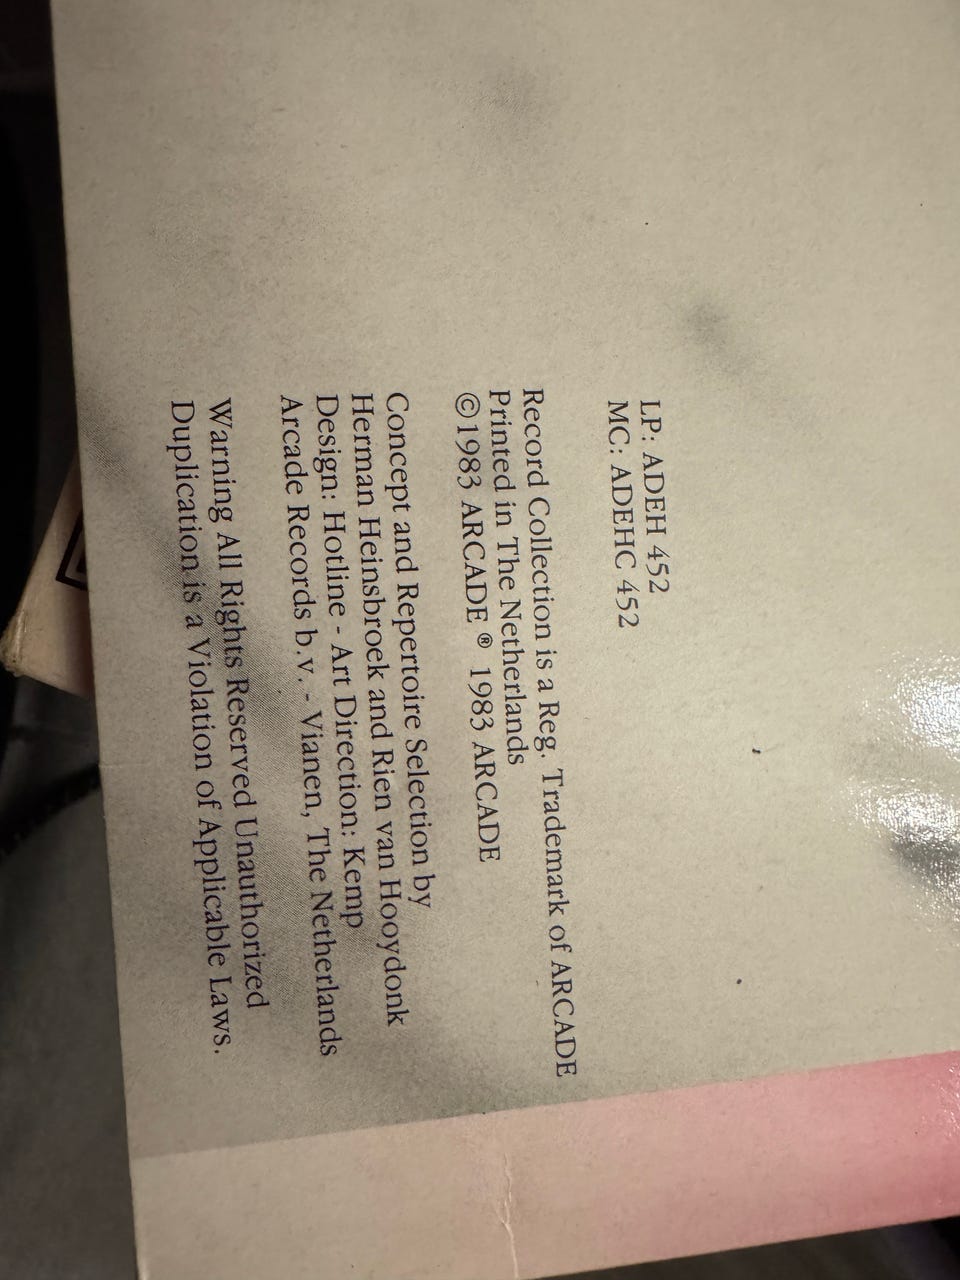 LP: ADEH 452
MC: ADEHC 452
Record Collection is a Reg. Trademark of ARCADE
Printed in The Netherlands
©1983 ARCADE ® 1983 ARCADE
Concept and Repertoire Selection by
Herman Heinsbroek and Rien van Hooydonk
Design: Hotline - Art Direction: Kemp
Arcade Records b.v. - Vianen, The Netherlands
Warning All Rights Reserved Unauthorized
Duplication is a Violation of Applicable Laws.